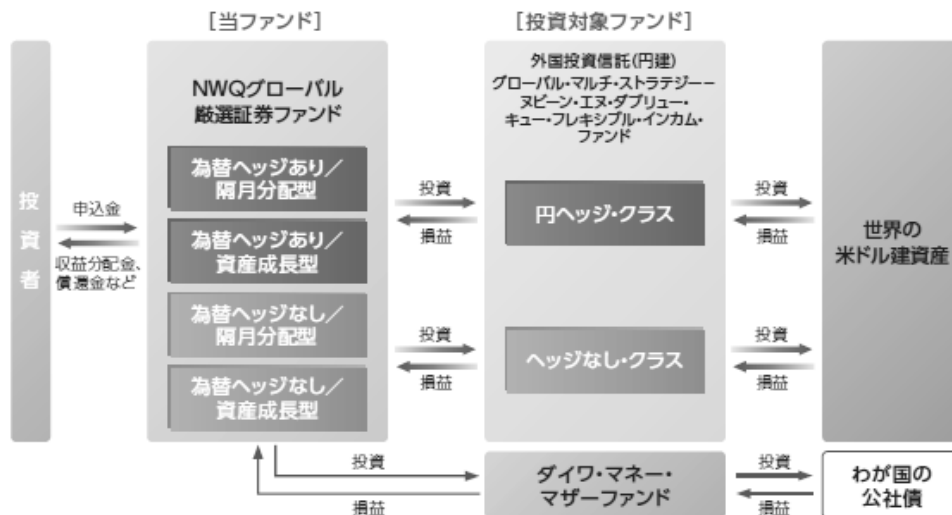 [当ファンド]
[投資対象ファンド]
投資者
申込金
収益分配金、
償還金など
NWQグローバル
厳選証券ファンド
為替ヘッジあり／
隔月分配型
為替ヘッジあり／
資産成長型
為替ヘッジなし／
隔月分配型
為替ヘッジなし／
資産成長型
投資
損益
投資
損益
外国投資信託(円建)
グローバル・マルチ・ストラテジー－
ヌビーン・エヌ・ダブリュー・
キュー・フレキシブル・インカム・
ファンド
円ヘッジ・クラス
ヘッジなし・クラス
投資
損益
投資
損益
世界の
米ドル建資産
投資
損益
ダイワ・マネー・
マザーファンド
投資
損益
わが国の
公社債